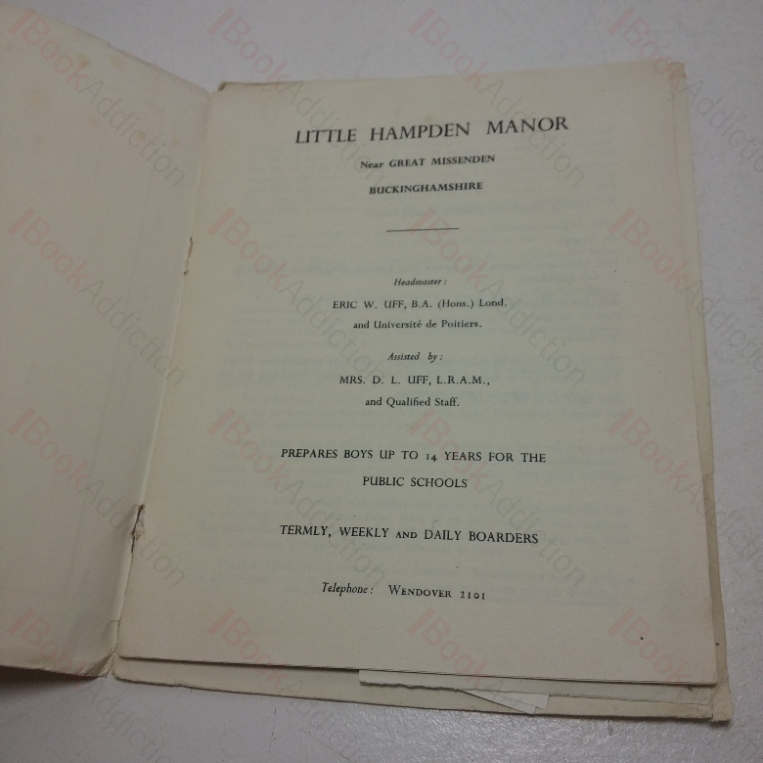 LITTLE HAMPDEN MANOR
Near GREAT MISSENDEN
BUCKINGHAMSHIRE
Headmaster:
ERIC W. UFF, B.A. (Hons.) Lond.
and Université de Poitiers.
Assisted by:
MRS. D. L. UFF, L.R.A.M.,
and Qualified Staff.
PREPARES BOYS UP TO 14 YEARS FOR THE
PUBLIC SCHOOLS
TERMLY, WEEKLY AND DAILY BOARDERS
Telephone: WENDOVER 2101
BookAddiction